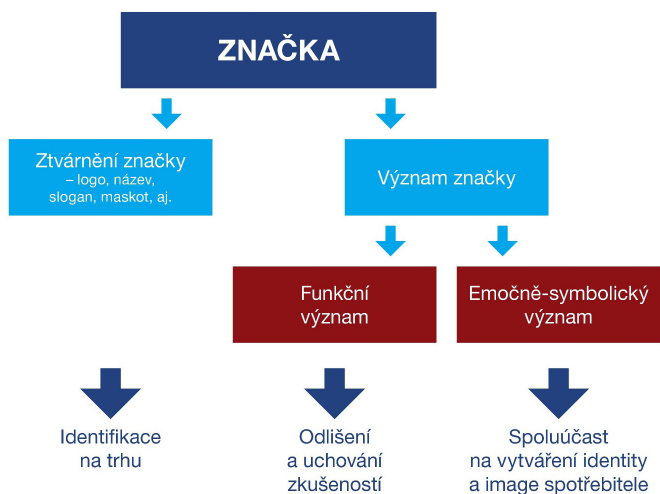 ZNAČKA
Ztvárnění značky
– logo, název,
slogan, maskot, aj.
Význam značky
Funkční
význam
Emočně-symbolický
význam
Identifikace
na trhu
Odlišení
a uchování
zkušeností
Spoluúčast
na vytváření identity
a image spotřebitele